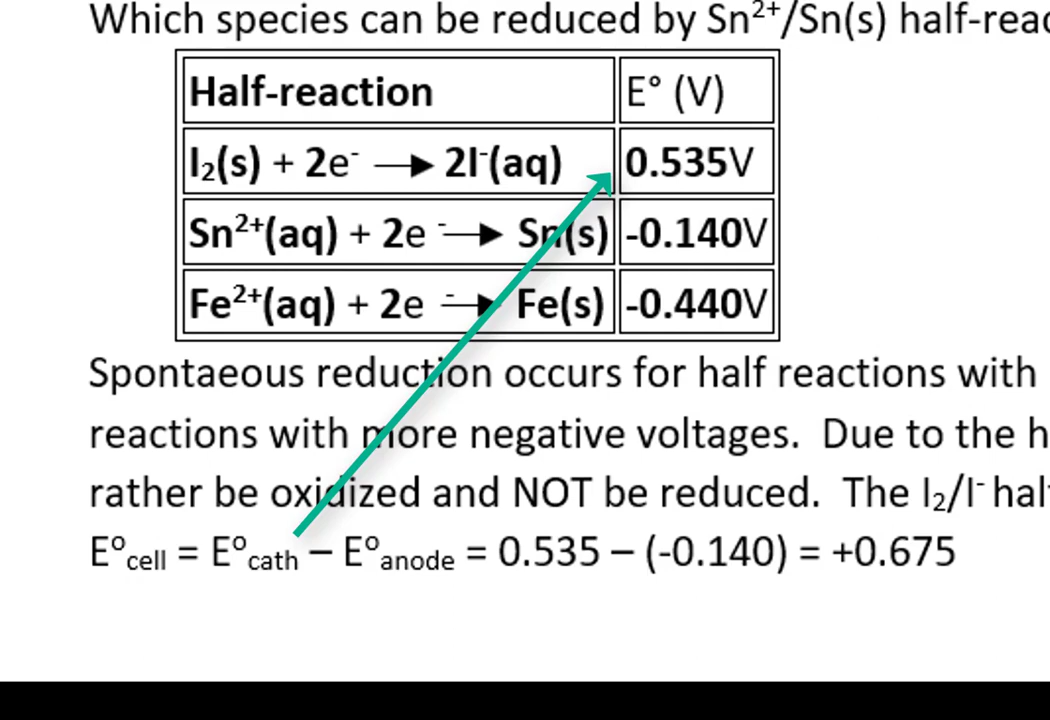 Which species can be reduced by Sn²⁺/Sn(s) half-reac
Half-reaction E° (V)
I₂(s) + 2e⁻ → 2I⁻(aq) 0.535V
Sn²⁺(aq) + 2e ⁻→ Sn(s) -0.140V
Fe²⁺(aq) + 2e ⁻→ Fe(s) -0.440V
Spontaeous reduction occurs for half reactions with
reactions with more negative voltages. Due to the h
rather be oxidized and NOT be reduced. The I₂/I⁻ hal
E°cell = E°cath – E°anode = 0.535 – (-0.140) = +0.675